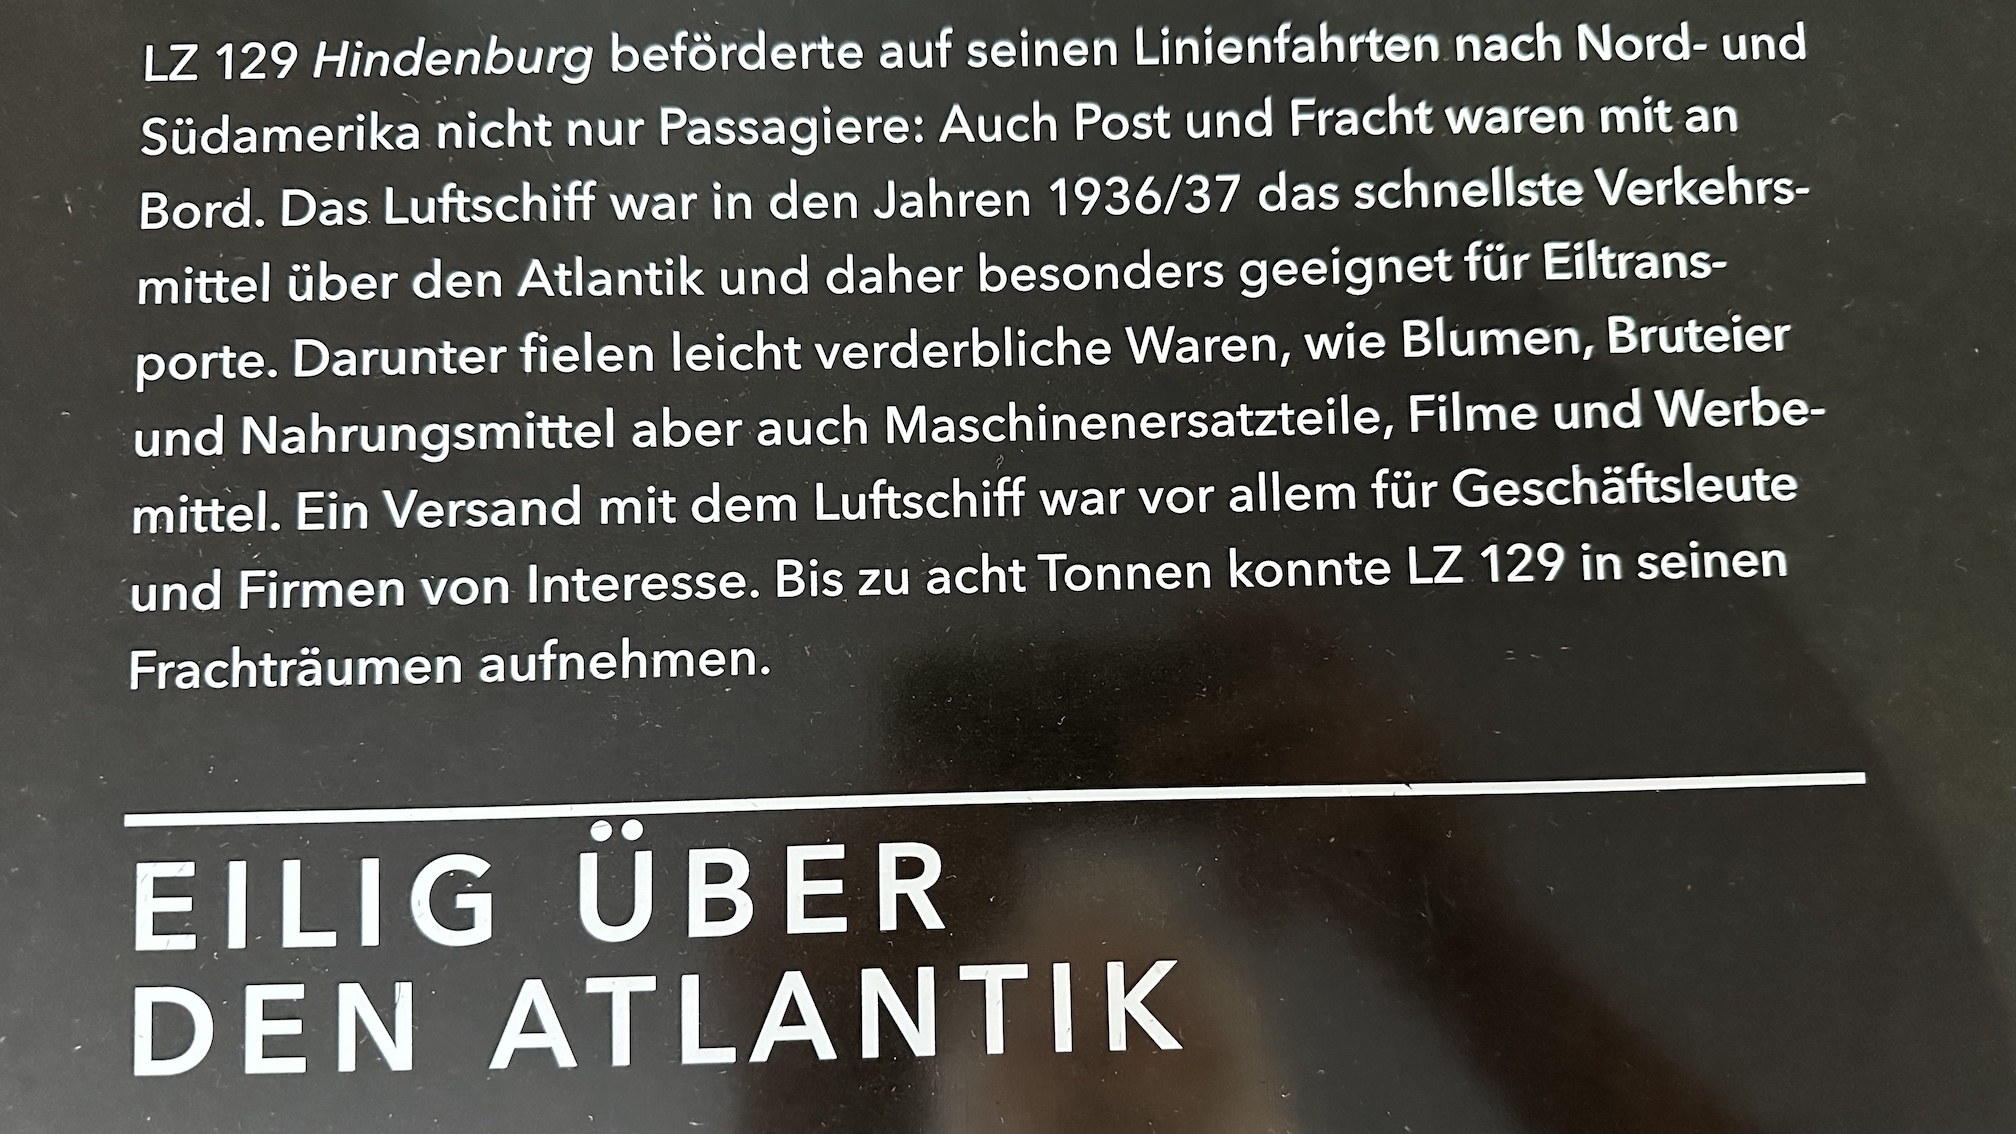 LZ 129 Hindenburg beförderte auf seinen Linienfahrten nach Nord- und
Südamerika nicht nur Passagiere: Auch Post und Fracht waren mit an
Bord. Das Luftschiff war in den Jahren 1936/37 das schnellste Verkehrs-
mittel über den Atlantik und daher besonders geeignet für Eiltrans-
porte. Darunter fielen leicht verderbliche Waren, wie Blumen, Bruteier
und Nahrungsmittel aber auch Maschinenersatzteile, Filme und Werbe-
mittel. Ein Versand mit dem Luftschiff war vor allem für Geschäftsleute
und Firmen von Interesse. Bis zu acht Tonnen konnte LZ 129 in seinen
Frachträumen aufnehmen.
EILIG ÜBER
DEN ATLANTIK